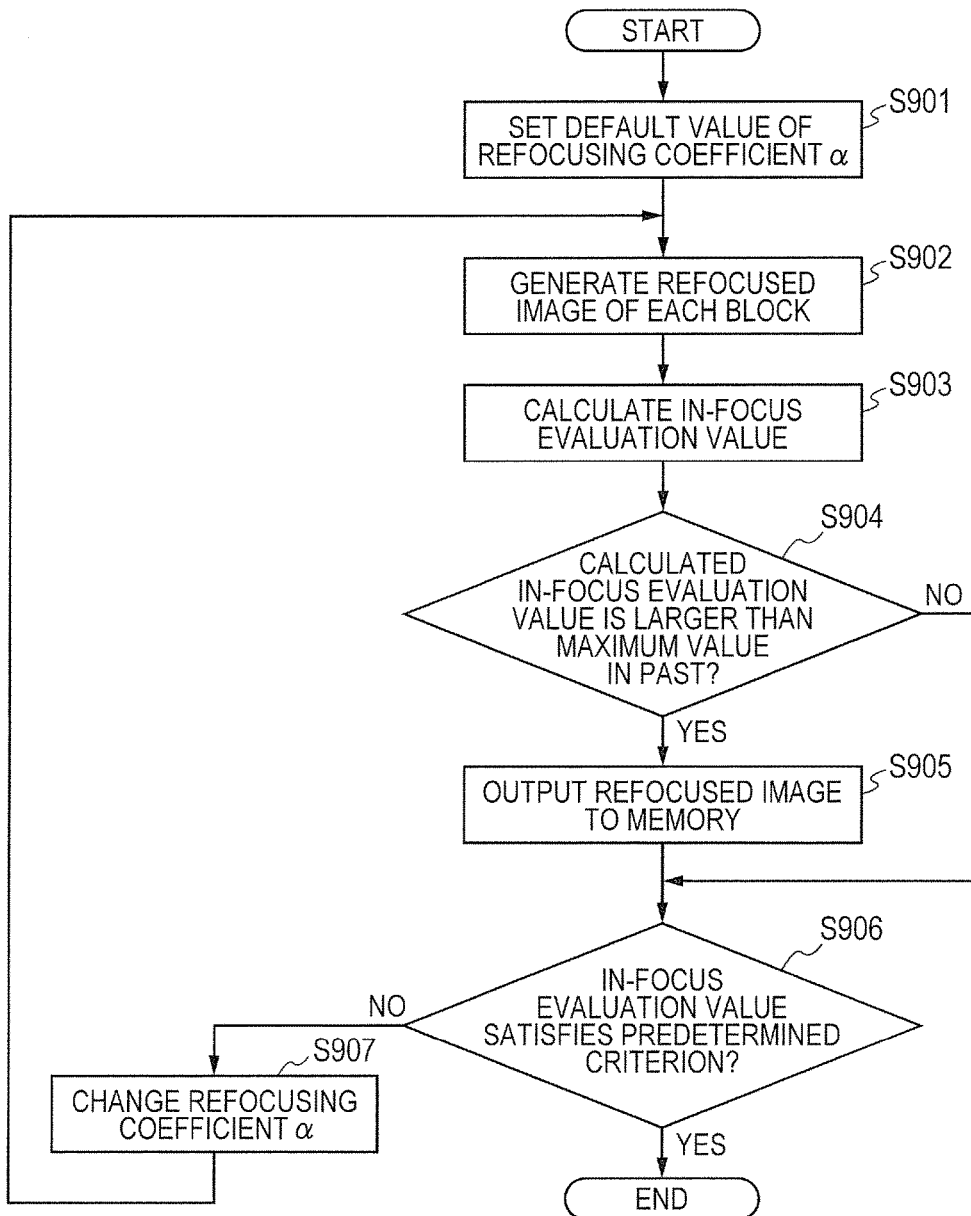 START
S901
SET DEFAULT VALUE OF
REFOCUSING COEFFICIENT α
S902
GENERATE REFOCUSED
IMAGE OF EACH BLOCK
S903
CALCULATE IN-FOCUS
EVALUATION VALUE
S904
CALCULATED
IN-FOCUS EVALUATION
VALUE IS LARGER THAN
MAXIMUM VALUE
IN PAST?
NO
YES
S905
OUTPUT REFOCUSED IMAGE
TO MEMORY
S906
IN-FOCUS
EVALUATION VALUE
SATISFIES PREDETERMINED
CRITERION?
NO
S907
CHANGE REFOCUSING
COEFFICIENT α
YES
END